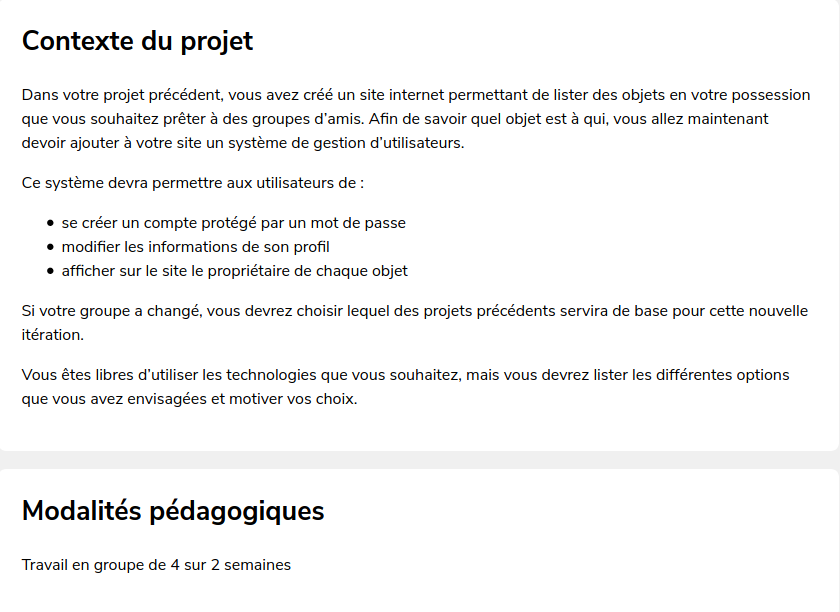 Contexte du projet
Dans votre projet précédent, vous avez créé un site internet permettant de lister des objets en votre possession
que vous souhaitez prêter à des groupes d’amis. Afin de savoir quel objet est à qui, vous allez maintenant
devoir ajouter à votre site un système de gestion d’utilisateurs.
Ce système devra permettre aux utilisateurs de :
• se créer un compte protégé par un mot de passe
• modifier les informations de son profil
• afficher sur le site le propriétaire de chaque objet
Si votre groupe a changé, vous devrez choisir lequel des projets précédents servira de base pour cette nouvelle
itération.
Vous êtes libres d’utiliser les technologies que vous souhaitez, mais vous devrez lister les différentes options
que vous avez envisagées et motiver vos choix.
Modalités pédagogiques
Travail en groupe de 4 sur 2 semaines